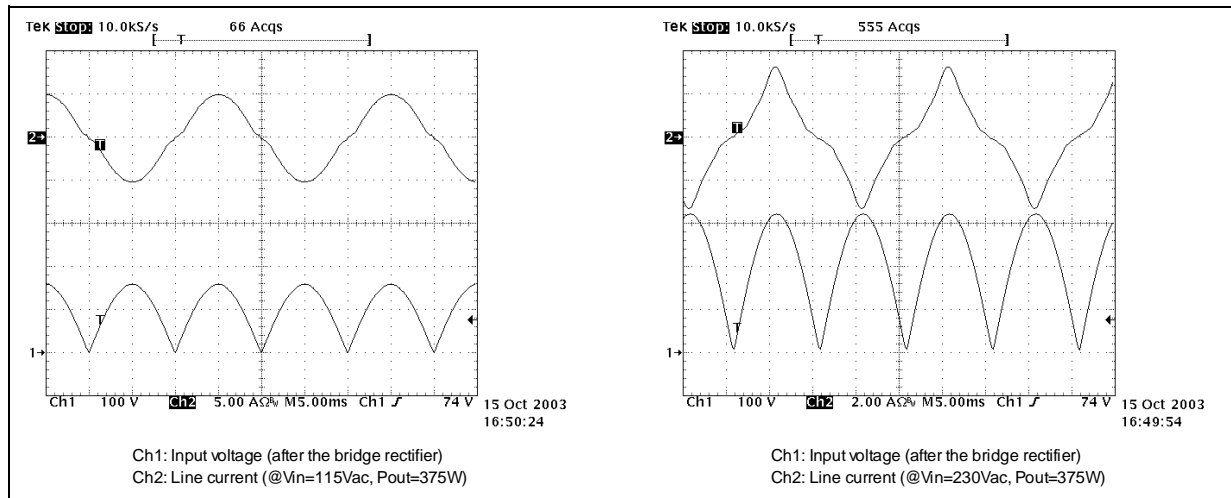 Tek Stop: 10.0kS/s 66 Acqs
T
2→
T
T
1→
Ch1 100 V Ch2 5.00 AΩ M5.00ms Ch1 74 V
15 Oct 2003
16:50:24
Ch1: Input voltage (after the bridge rectifier)
Ch2: Line current (@Vin=115Vac, Pout=375W)
Tek Stop: 10.0kS/s 555 Acqs
T
2→
T
T
1→
Ch1 100 V Ch2 2.00 AΩ M5.00ms Ch1 74 V
15 Oct 2003
16:49:54
Ch1: Input voltage (after the bridge rectifier)
Ch2: Line current (@Vin=230Vac, Pout=375W)